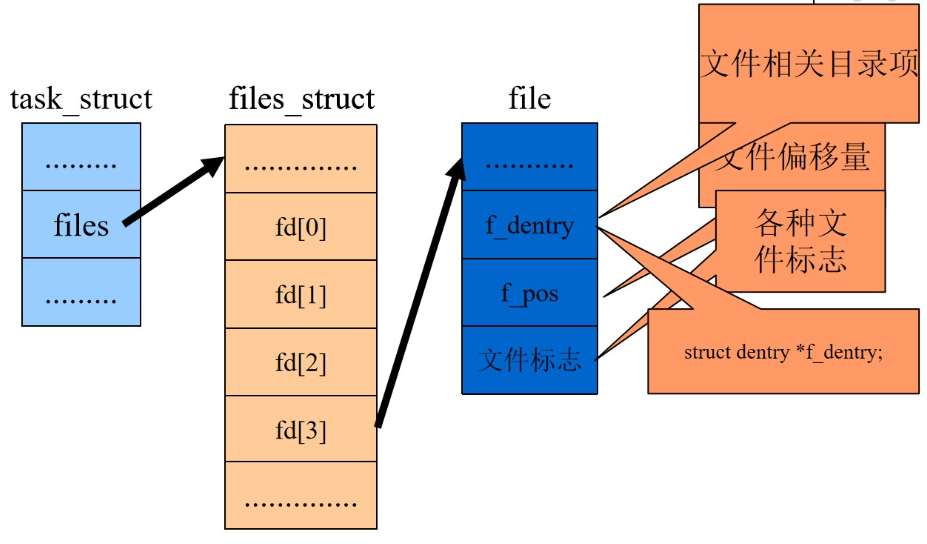 task_struct
.........
files
.........
files_struct
..............
fd[0]
fd[1]
fd[2]
fd[3]
..............
file
...........
f_dentry
f_pos
文件标志
文件相关目录项
文件偏移量
各种文
件标志
struct dentry *f_dentry;